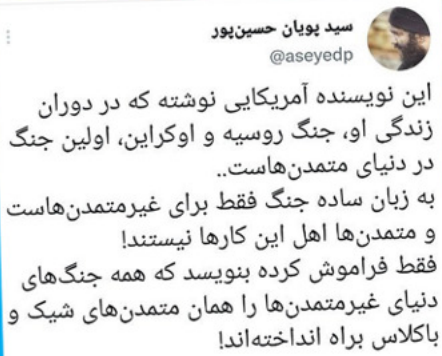 سید پویان حسین‌پور
@aseyedp
این نویسنده آمریکایی نوشته که در دوران
زندگی او، جنگ روسیه و اوکراین، اولین جنگ
در دنیای متمدن‌هاست..
به زبان ساده جنگ فقط برای غیرمتمدن‌هاست
و متمدن‌ها اهل این کارها نیستند!
فقط فراموش کرده بنویسد که همه جنگ‌های
دنیای غیرمتمدن‌ها را همان متمدن‌های شیک و
باکلاس براه انداخته‌اند!